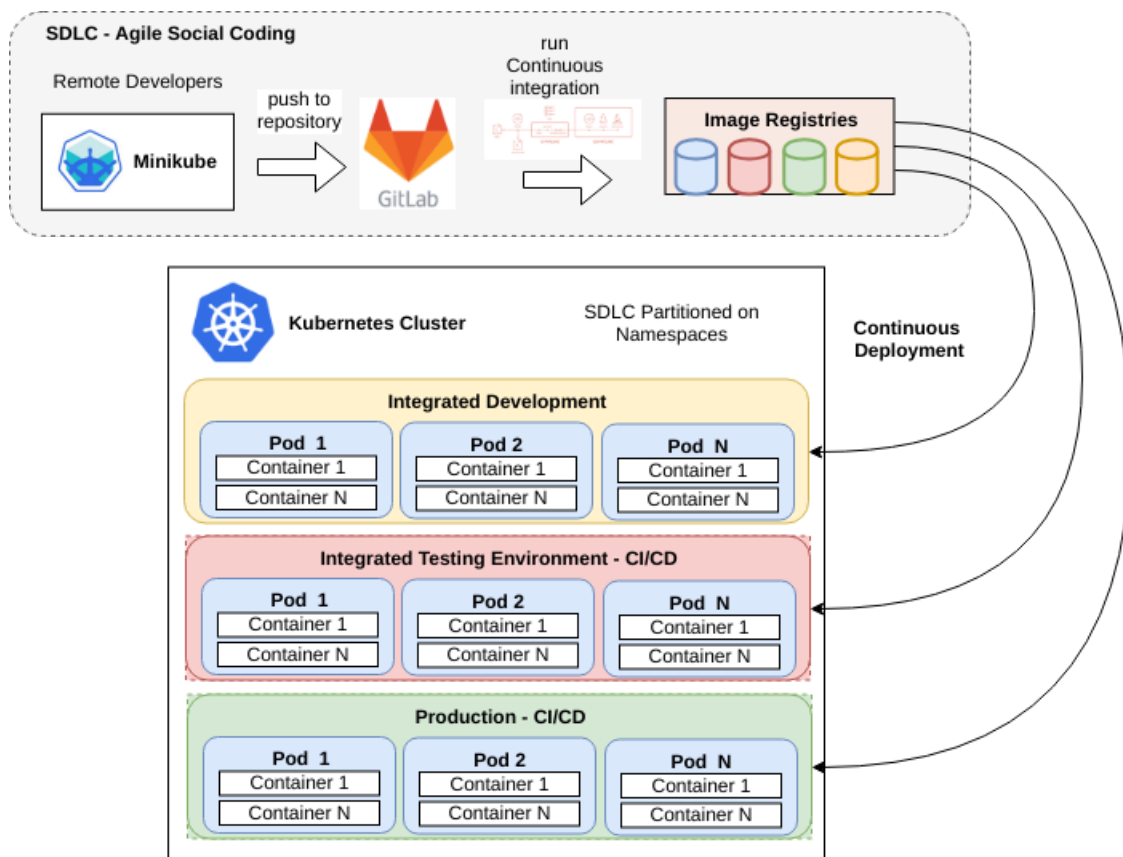 SDLC - Agile Social Coding
Remote Developers
Minikube
push to
repository
GitLab
run
Continuous
integration
Image Registries
Kubernetes Cluster
SDLC Partitioned on
Namespaces
Continuous
Deployment
Integrated Development
Pod 1
Container 1
Container N
Pod 2
Container 1
Container N
Pod N
Container 1
Container N
Integrated Testing Environment - CI/CD
Pod 1
Container 1
Container N
Pod 2
Container 1
Container N
Pod N
Container 1
Container N
Production - CI/CD
Pod 1
Container 1
Container N
Pod 2
Container 1
Container N
Pod N
Container 1
Container N